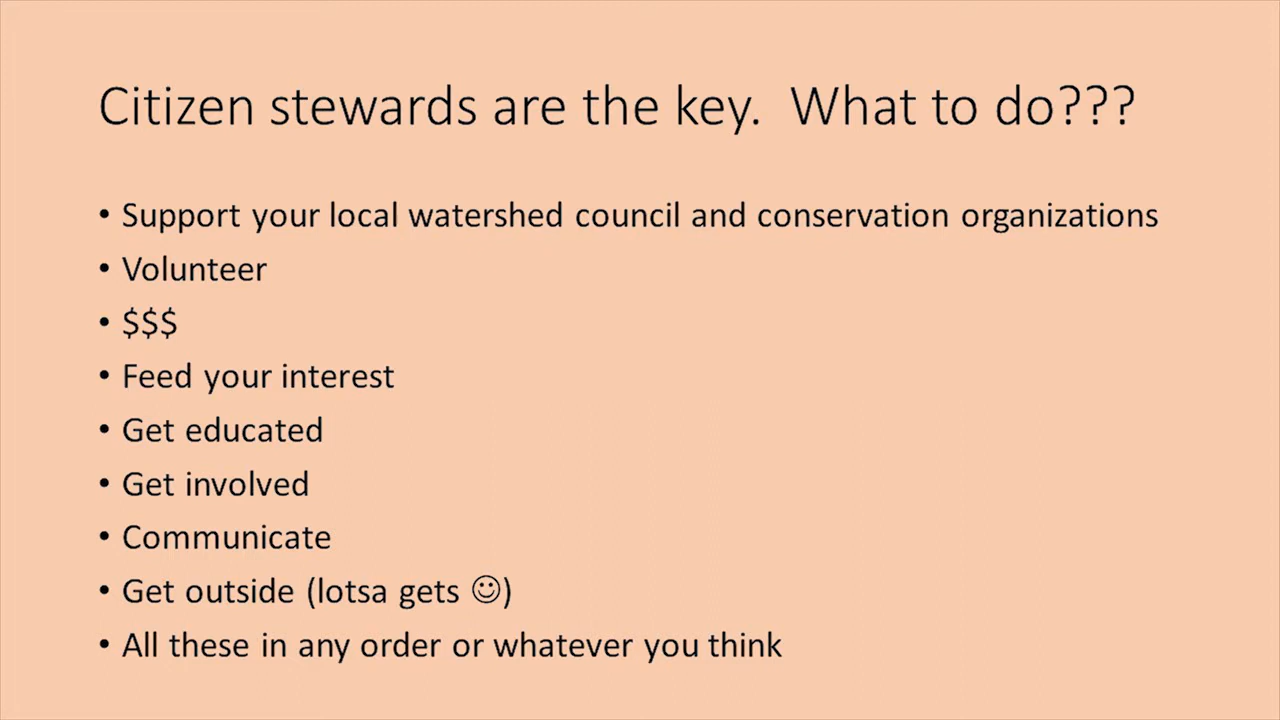 Citizen stewards are the key.  What to do???
• Support your local watershed council and conservation organizations
• Volunteer
• $$$
• Feed your interest
• Get educated
• Get involved
• Communicate
• Get outside (lotsa gets ☺)
• All these in any order or whatever you think